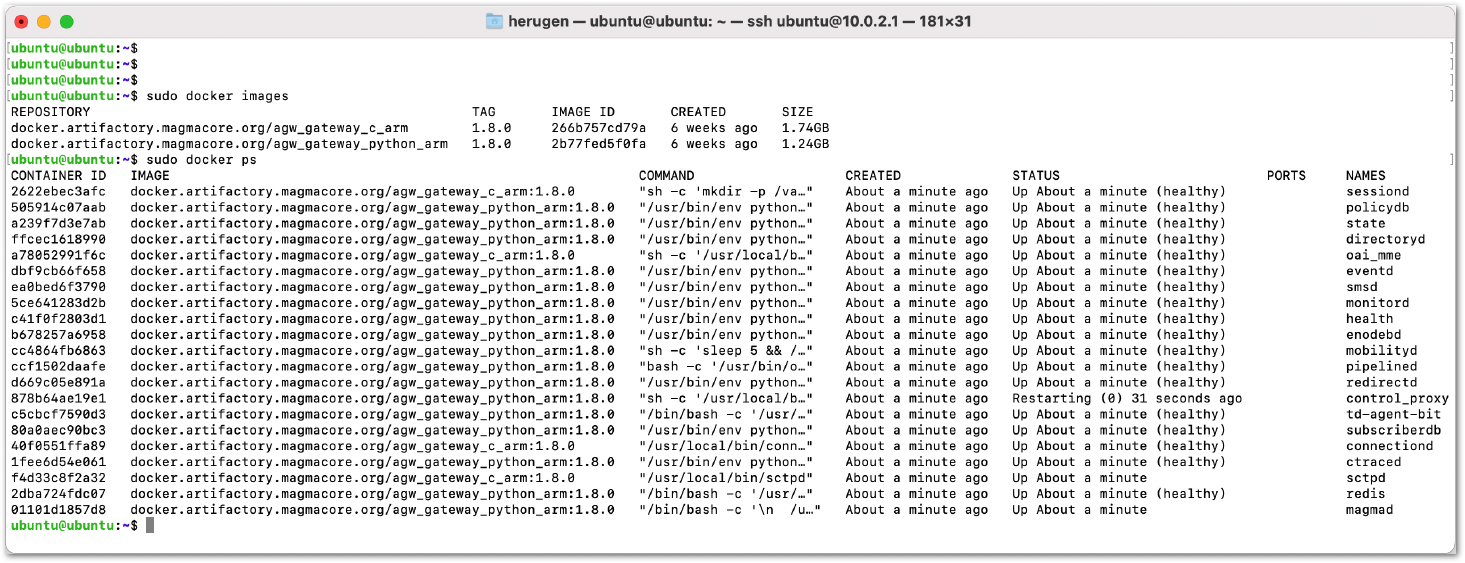 herugen — ubuntu@ubuntu: ~ — ssh ubuntu@10.0.2.1 — 181×31
[ubuntu@ubuntu:~$ ]
[ubuntu@ubuntu:~$ ]
[ubuntu@ubuntu:~$ ]
[ubuntu@ubuntu:~$ sudo docker images ]
REPOSITORY TAG IMAGE ID CREATED SIZE
docker.artifactory.magmacore.org/agw_gateway_c_arm 1.8.0 266b757cd79a 6 weeks ago 1.74GB
docker.artifactory.magmacore.org/agw_gateway_python_arm 1.8.0 2b77fed5f0fa 6 weeks ago 1.24GB
[ubuntu@ubuntu:~$ sudo docker ps ]
CONTAINER ID IMAGE COMMAND CREATED STATUS PORTS NAMES
2622ebec3afc docker.artifactory.magmacore.org/agw_gateway_c_arm:1.8.0 "sh -c 'mkdir -p /va…" About a minute ago Up About a minute (healthy) sessiond
505914c07aab docker.artifactory.magmacore.org/agw_gateway_python_arm:1.8.0 "/usr/bin/env python…" About a minute ago Up About a minute (healthy) policydb
a239f7d3e7ab docker.artifactory.magmacore.org/agw_gateway_python_arm:1.8.0 "/usr/bin/env python…" About a minute ago Up About a minute (healthy) state
ffcec1618990 docker.artifactory.magmacore.org/agw_gateway_python_arm:1.8.0 "/usr/bin/env python…" About a minute ago Up About a minute (healthy) directoryd
a78052991f6c docker.artifactory.magmacore.org/agw_gateway_c_arm:1.8.0 "sh -c '/usr/local/b…" About a minute ago Up About a minute (healthy) oai_mme
dbf9cb66f658 docker.artifactory.magmacore.org/agw_gateway_python_arm:1.8.0 "/usr/bin/env python…" About a minute ago Up About a minute (healthy) eventd
ea0bed6f3790 docker.artifactory.magmacore.org/agw_gateway_python_arm:1.8.0 "/usr/bin/env python…" About a minute ago Up About a minute (healthy) smsd
5ce641283d2b docker.artifactory.magmacore.org/agw_gateway_python_arm:1.8.0 "/usr/bin/env python…" About a minute ago Up About a minute (healthy) monitord
c41f0f2803d1 docker.artifactory.magmacore.org/agw_gateway_python_arm:1.8.0 "/usr/bin/env python…" About a minute ago Up About a minute (healthy) health
b678257a6958 docker.artifactory.magmacore.org/agw_gateway_python_arm:1.8.0 "/usr/bin/env python…" About a minute ago Up About a minute (healthy) enodebd
cc4864fb6863 docker.artifactory.magmacore.org/agw_gateway_python_arm:1.8.0 "sh -c 'sleep 5 && /…" About a minute ago Up About a minute (healthy) mobilityd
ccf1502daafe docker.artifactory.magmacore.org/agw_gateway_python_arm:1.8.0 "bash -c '/usr/bin/o…" About a minute ago Up About a minute (healthy) pipelined
d669c05e891a docker.artifactory.magmacore.org/agw_gateway_python_arm:1.8.0 "/usr/bin/env python…" About a minute ago Up About a minute (healthy) redirectd
878b64ae19e1 docker.artifactory.magmacore.org/agw_gateway_python_arm:1.8.0 "sh -c '/usr/local/b…" About a minute ago Restarting (0) 31 seconds ago control_proxy
c5cbcf7590d3 docker.artifactory.magmacore.org/agw_gateway_python_arm:1.8.0 "/bin/bash -c '/usr/…" About a minute ago Up About a minute (healthy) td-agent-bit
80a0aec90bc3 docker.artifactory.magmacore.org/agw_gateway_python_arm:1.8.0 "/usr/bin/env python…" About a minute ago Up About a minute (healthy) subscriberdb
40f0551ffa89 docker.artifactory.magmacore.org/agw_gateway_c_arm:1.8.0 "/usr/local/bin/conn…" About a minute ago Up About a minute (healthy) connectiond
1fee6d54e061 docker.artifactory.magmacore.org/agw_gateway_python_arm:1.8.0 "/usr/bin/env python…" About a minute ago Up About a minute (healthy) ctraced
f4d33c8f2a32 docker.artifactory.magmacore.org/agw_gateway_c_arm:1.8.0 "/usr/local/bin/sctpd" About a minute ago Up About a minute sctpd
2dba724fdc07 docker.artifactory.magmacore.org/agw_gateway_python_arm:1.8.0 "/bin/bash -c '/usr/…" About a minute ago Up About a minute (healthy) redis
01101d1857d8 docker.artifactory.magmacore.org/agw_gateway_python_arm:1.8.0 "/bin/bash -c '\n /u…" About a minute ago Up About a minute magmad
ubuntu@ubuntu:~$